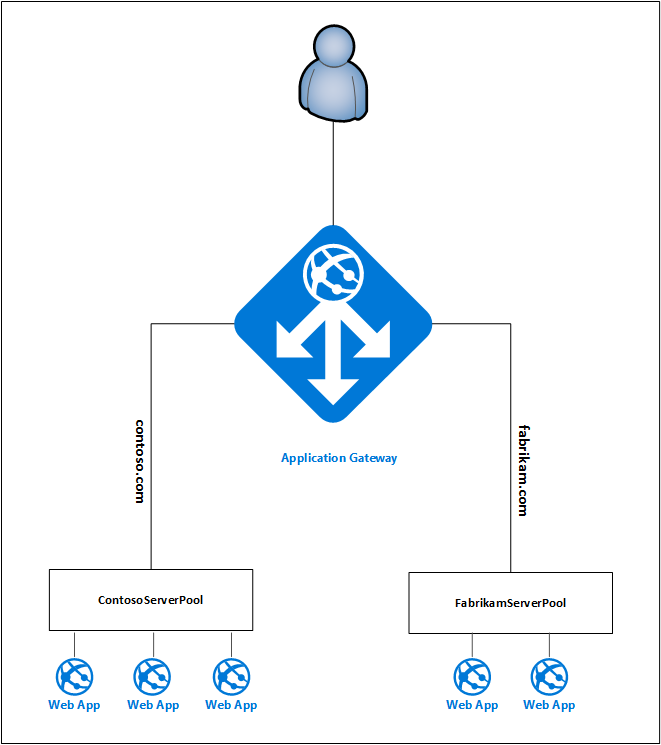 contoso.com
fabrikam.com
Application Gateway
ContosoServerPool
FabrikamServerPool
Web App
Web App
Web App
Web App
Web App